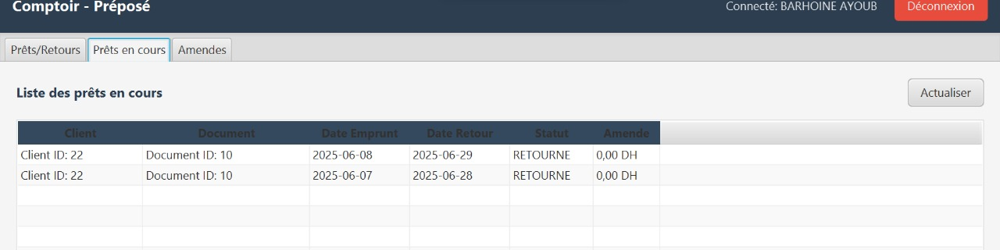 Comptoir - Préposé
Connecté: BARHOINE AYOUB
Déconnexion
Prêts/Retours
Prêts en cours
Amendes
Liste des prêts en cours
Actualiser
Client Document Date Emprunt Date Retour Statut Amende
Client ID: 22 Document ID: 10 2025-06-08 2025-06-29 RETOURNE 0,00 DH
Client ID: 22 Document ID: 10 2025-06-07 2025-06-28 RETOURNE 0,00 DH